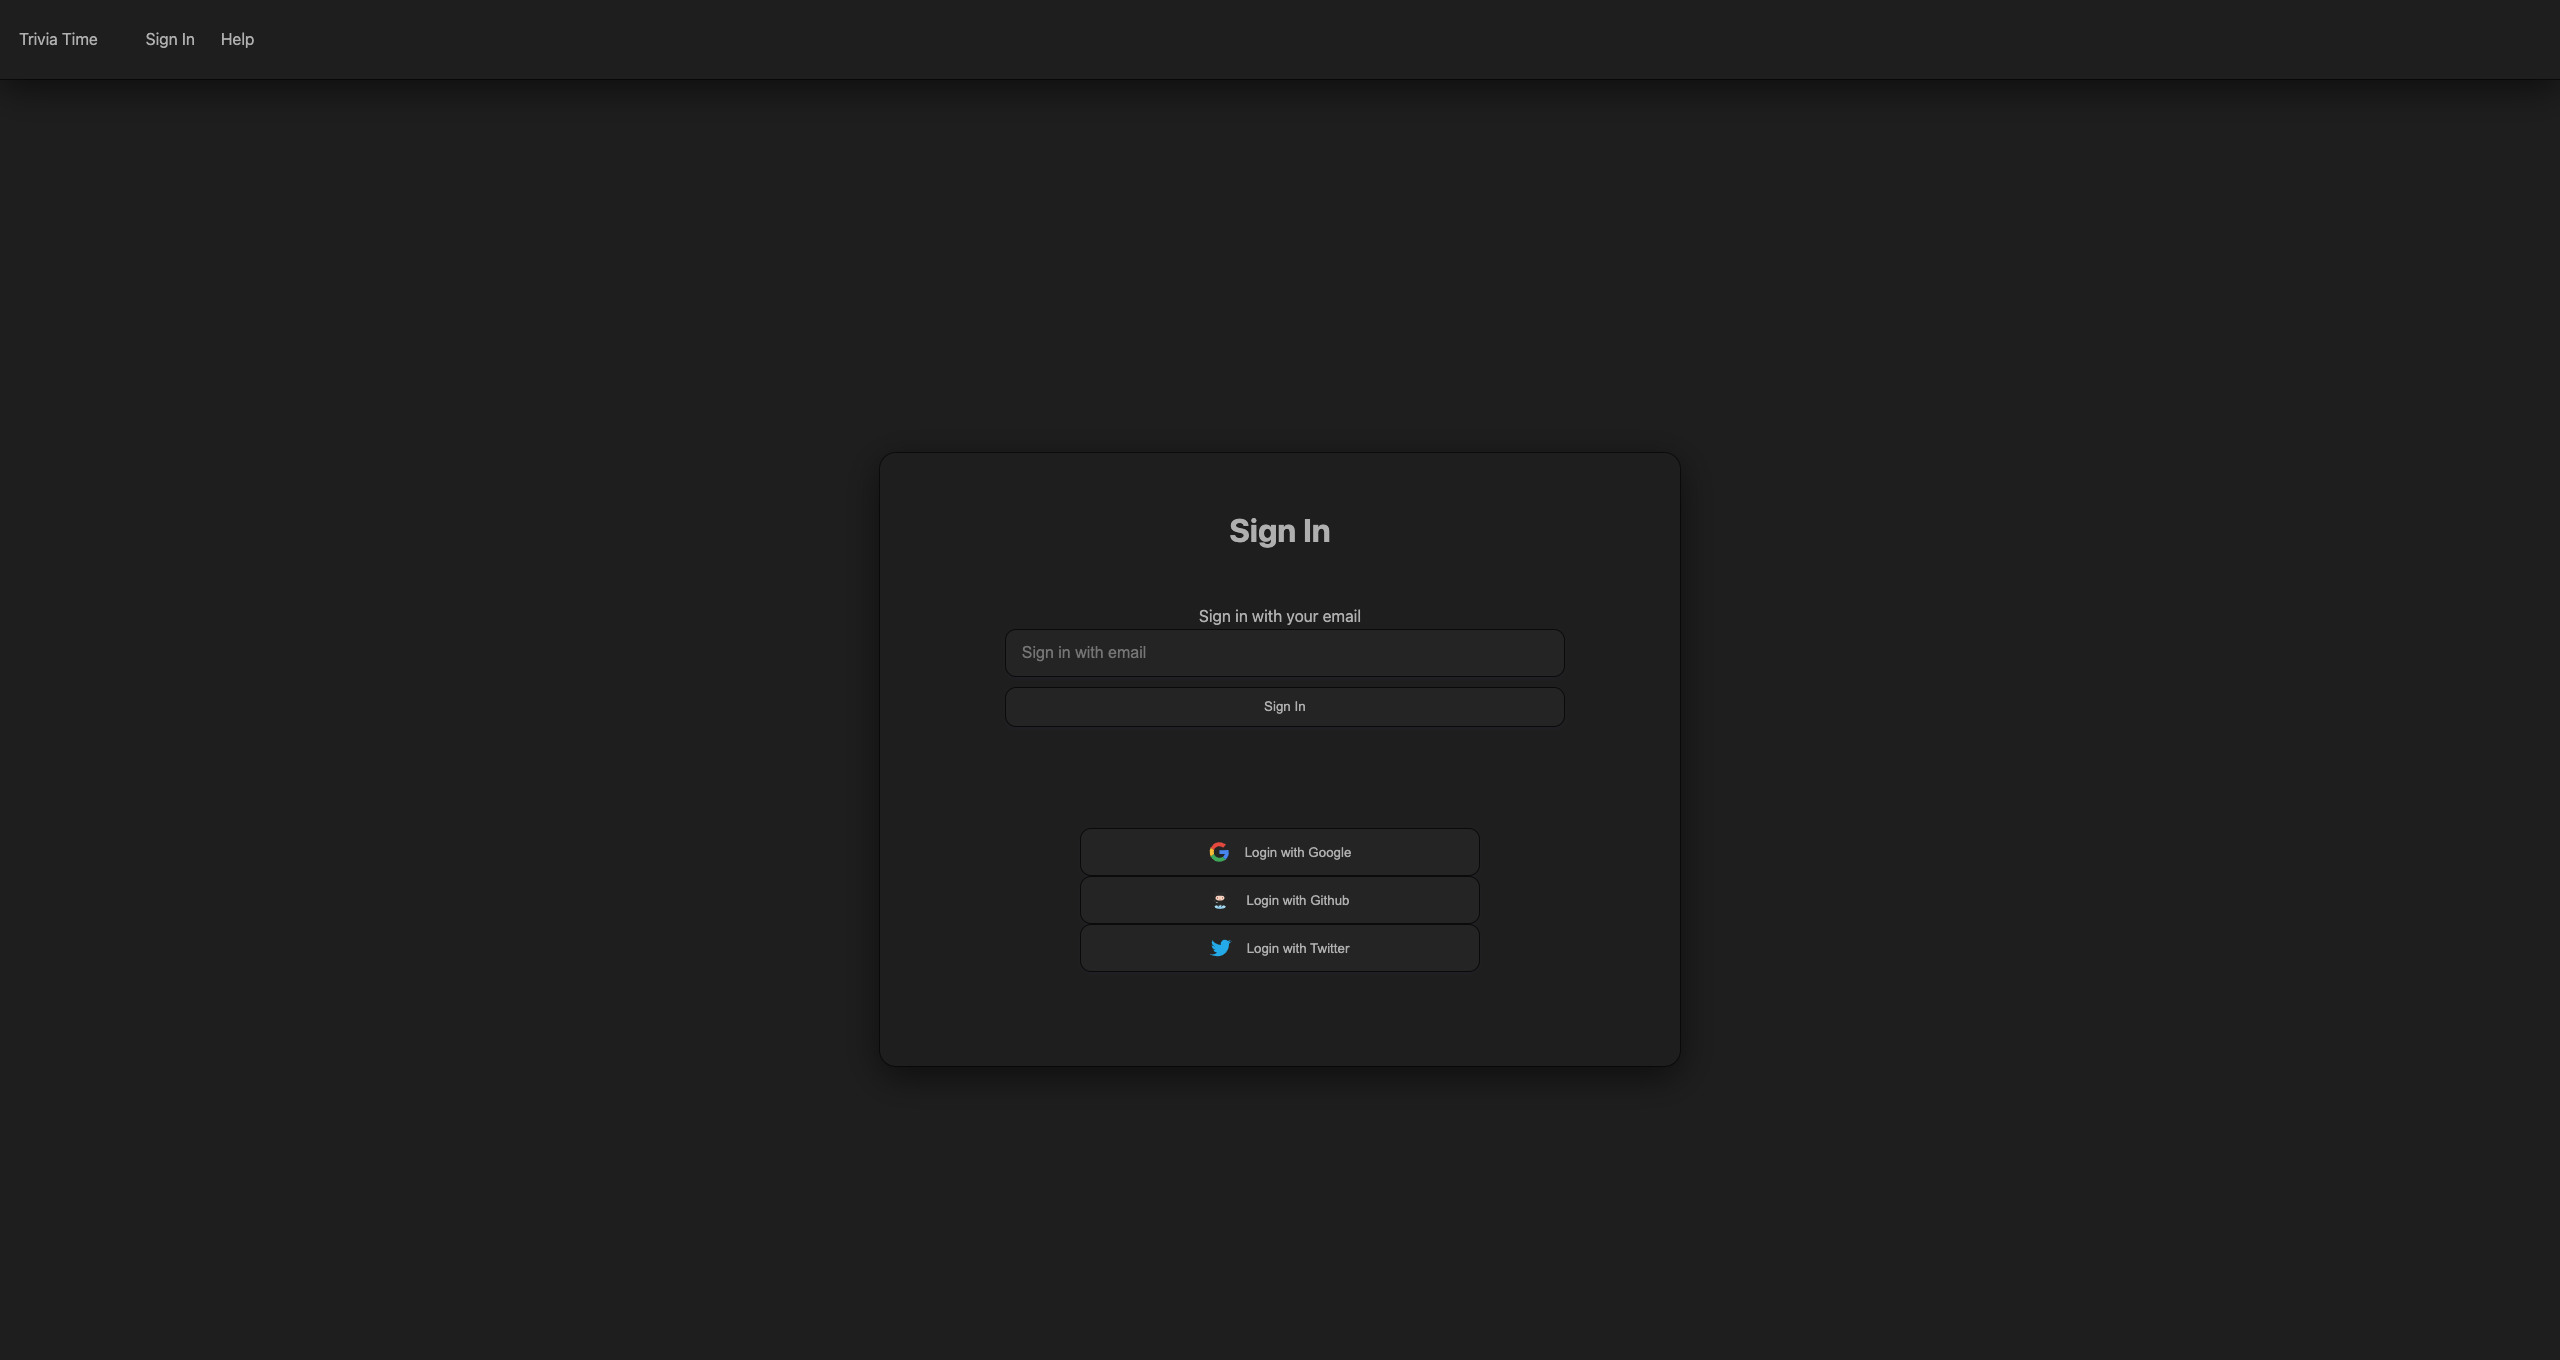 Trivia Time Sign In Help
Sign In
Sign in with your email
Sign in with email
Sign In
Login with Google
Login with Github
Login with Twitter